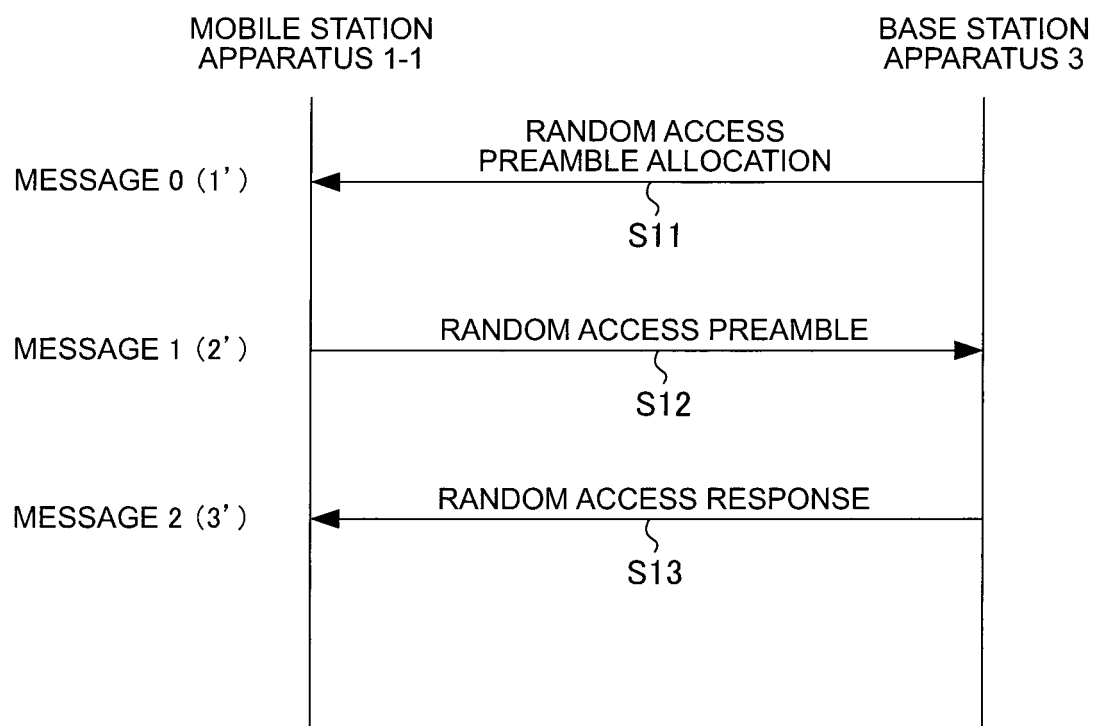 MOBILE STATION
APPARATUS 1-1
BASE STATION
APPARATUS 3
RANDOM ACCESS
PREAMBLE ALLOCATION
MESSAGE 0 (1')
S11
RANDOM ACCESS PREAMBLE
MESSAGE 1 (2')
S12
RANDOM ACCESS RESPONSE
MESSAGE 2 (3')
S13